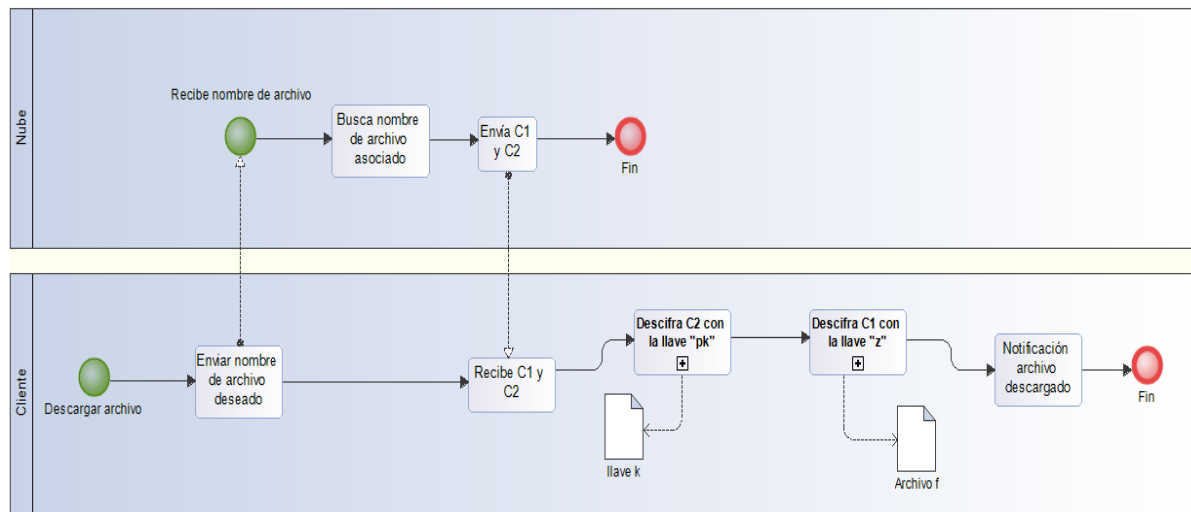 Nube
Recibe nombre de archivo
Busca nombre
de archivo
asociado
Envía C1
y C2
Fin
Cliente
Descargar archivo
Enviar nombre
de archivo
deseado
Recibe C1 y
C2
Descifra C2 con
la llave "pk"
llave k
Descifra C1 con
la llave "z"
Archivo f
Notificación
archivo
descargado
Fin